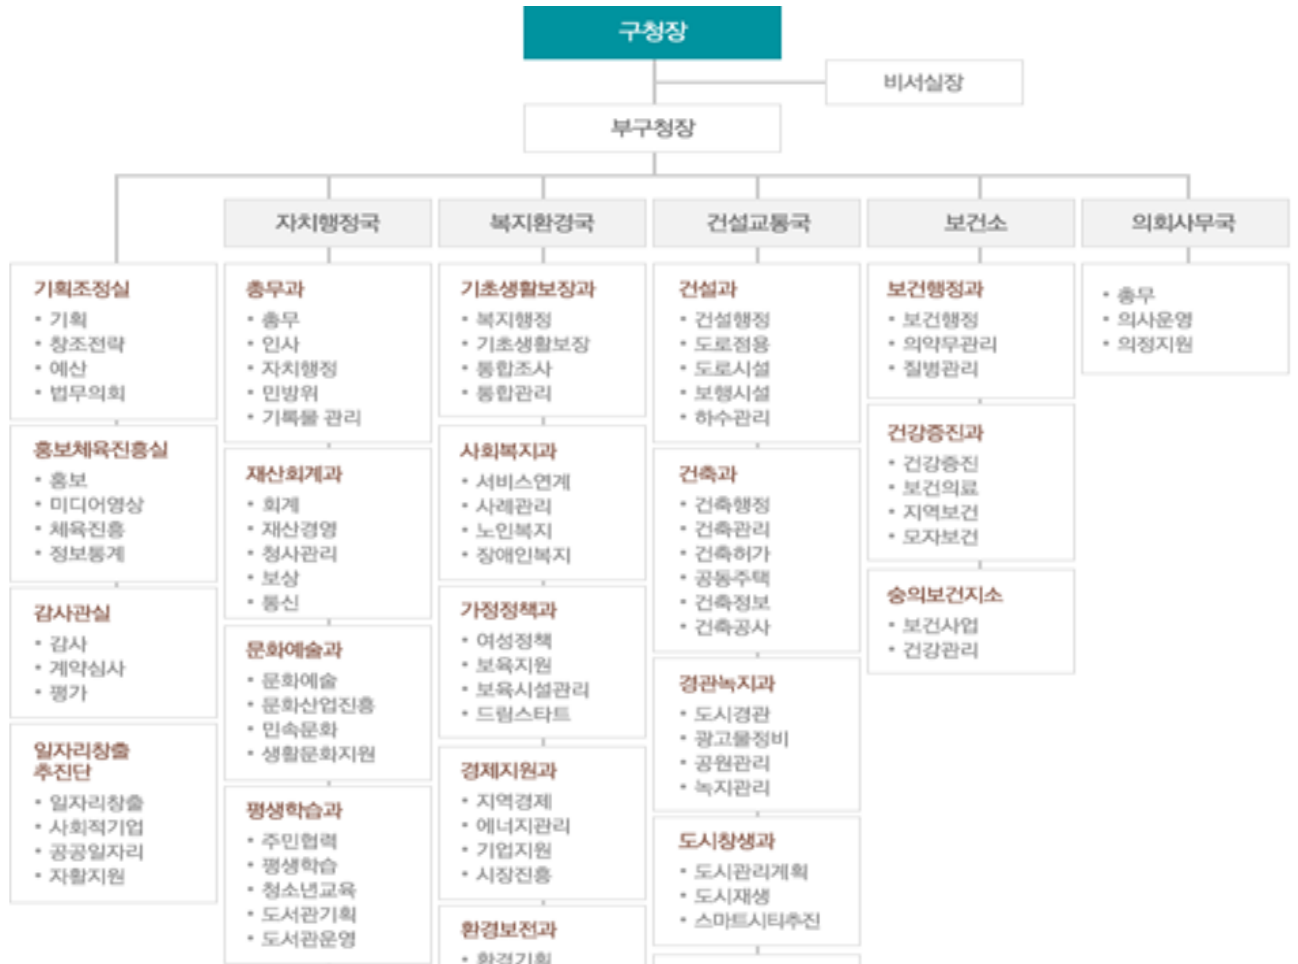 구청장
비서실장
부구청장
자치행정국
복지환경국
건설교통국
보건소
의회사무국
기획조정실
• 기획
• 창조전략
• 예산
• 법무의회
홍보체육진흥실
• 홍보
• 미디어영상
• 체육진흥
• 정보통계
감사관실
• 감사
• 계약심사
• 평가
일자리창출
추진단
• 일자리창출
• 사회적기업
• 공공일자리
• 자활지원
총무과
• 총무
• 인사
• 자치행정
• 민방위
• 기록물 관리
재산회계과
• 회계
• 재산경영
• 청사관리
• 보상
• 통신
문화예술과
• 문화예술
• 문화산업진흥
• 민속문화
• 생활문화지원
평생학습과
• 주민협력
• 평생학습
• 청소년교육
• 도서관기획
• 도서관운영
기초생활보장과
• 복지행정
• 기초생활보장
• 통합조사
• 통합관리
사회복지과
• 서비스연계
• 사례관리
• 노인복지
• 장애인복지
가정정책과
• 여성정책
• 보육지원
• 보육시설관리
• 드림스타트
경제지원과
• 지역경제
• 에너지관리
• 기업지원
• 시장진흥
환경보전과
• 환경기획
건설과
• 건설행정
• 도로점용
• 도로시설
• 보행시설
• 하수관리
건축과
• 건축행정
• 건축관리
• 건축허가
• 공동주택
• 건축정보
• 건축공사
경관녹지과
• 도시경관
• 광고물정비
• 공원관리
• 녹지관리
도시창생과
• 도시관리계획
• 도시재생
• 스마트시티추진
보건행정과
• 보건행정
• 의약무관리
• 질병관리
건강증진과
• 건강증진
• 보건의료
• 지역보건
• 모자보건
숭의보건지소
• 보건사업
• 건강관리
• 총무
• 의사운영
• 의정지원